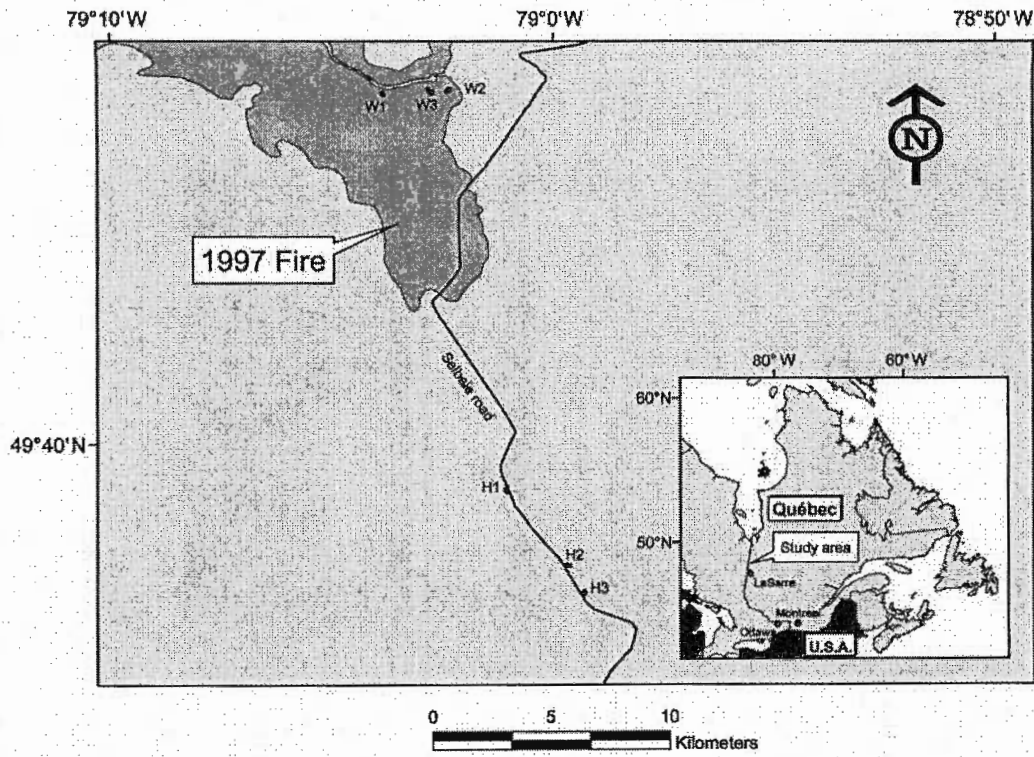 79°10'W
79°0'W
78°50'W
W1
W3
W2
N
1997 Fire
Selbaie road
49°40'N
H1
H2
H3
80° W
60° W
60°N
50°N
Québec
Study area
LaSarre
Montréal
Ottawa
U.S.A.
0 5 10
Kilometers